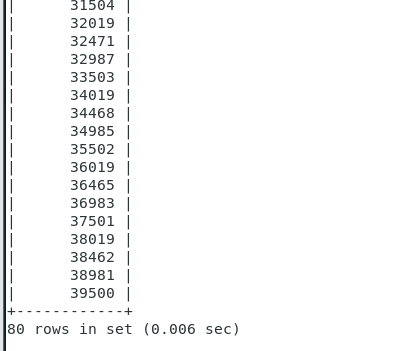 |      31504 |
|      32019 |
|      32471 |
|      32987 |
|      33503 |
|      34019 |
|      34468 |
|      34985 |
|      35502 |
|      36019 |
|      36465 |
|      36983 |
|      37501 |
|      38019 |
|      38462 |
|      38981 |
|      39500 |
+------------+
80 rows in set (0.006 sec)